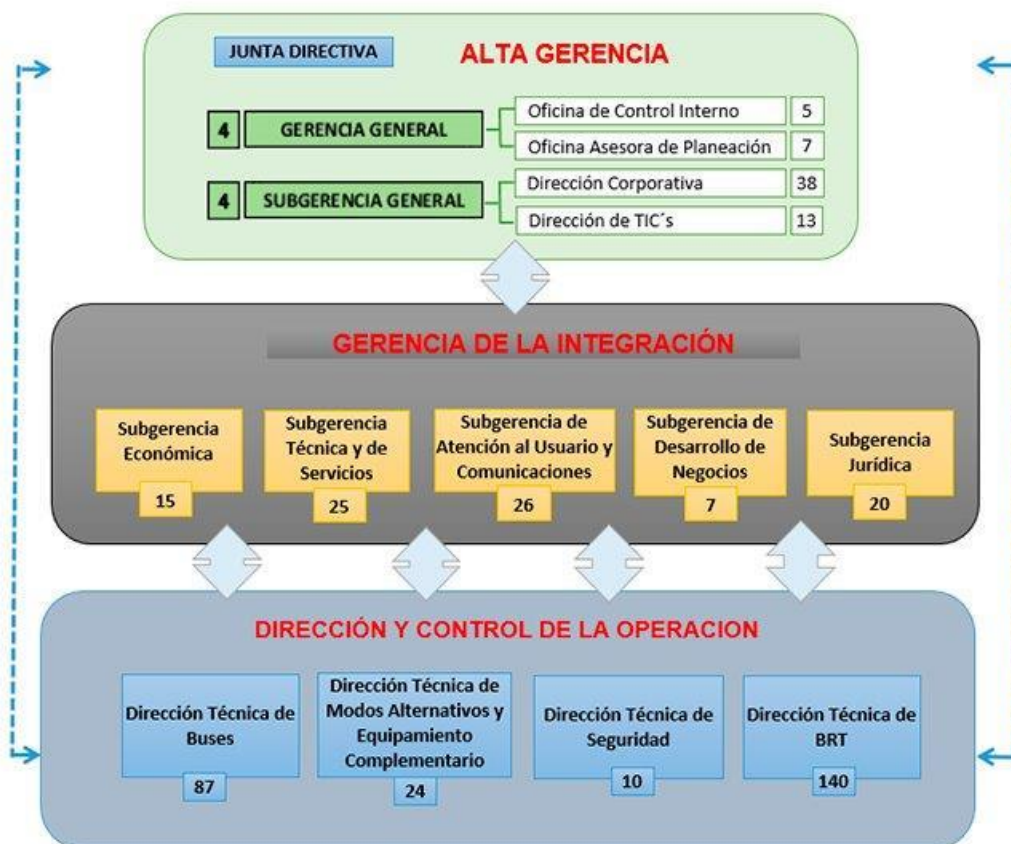 JUNTA DIRECTIVA
ALTA GERENCIA
4
GERENCIA GENERAL
Oficina de Control Interno
5
Oficina Asesora de Planeación
7
4
SUBGERENCIA GENERAL
Dirección Corporativa
38
Dirección de TIC´s
13
GERENCIA DE LA INTEGRACIÓN
Subgerencia
Económica
15
Subgerencia
Técnica y de
Servicios
25
Subgerencia de
Atención al Usuario y
Comunicaciones
26
Subgerencia de
Desarrollo de
Negocios
7
Subgerencia
Jurídica
20
DIRECCIÓN Y CONTROL DE LA OPERACION
Dirección Técnica de
Buses
87
Dirección Técnica de
Modos Alternativos y
Equipamiento
Complementario
24
Dirección Técnica de
Seguridad
10
Dirección Técnica de
BRT
140